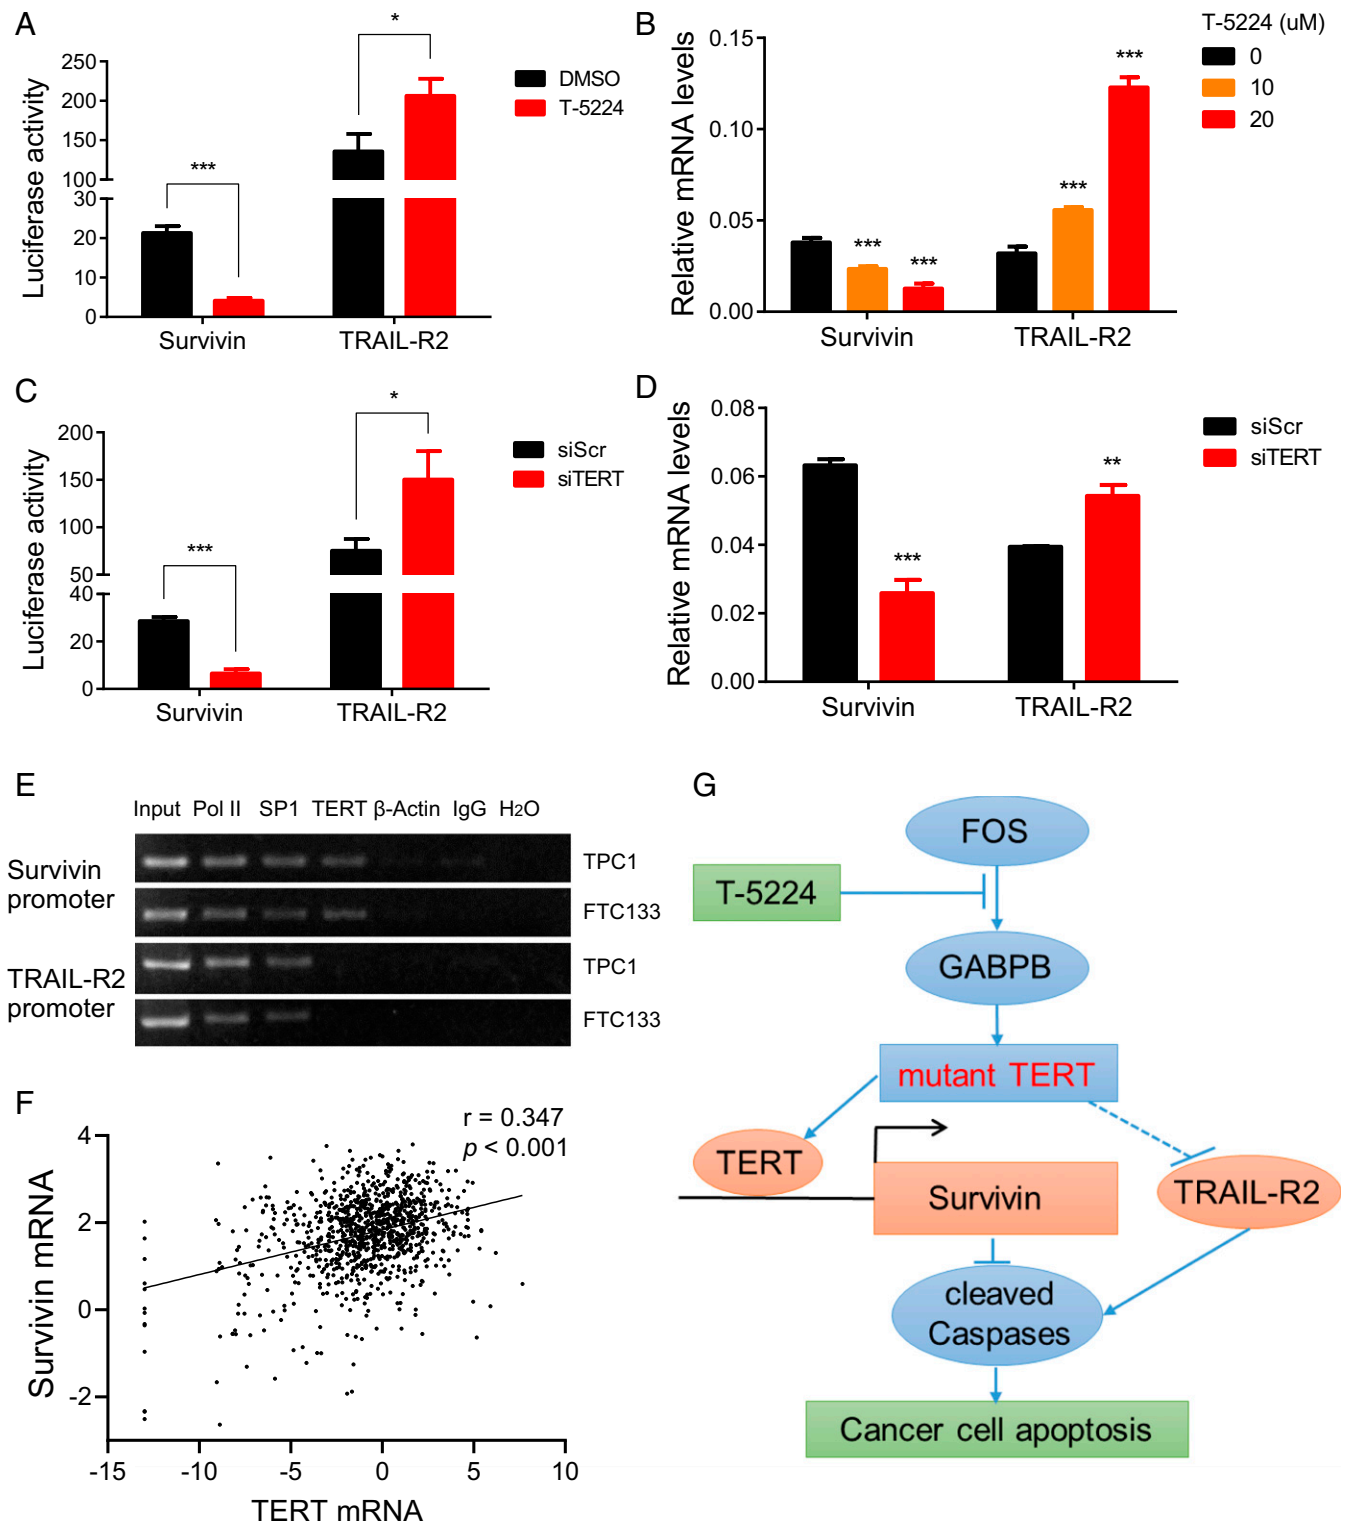 A
*
***
250
200
150
100
30
20
10
0
Luciferase activity
Luciferase activity
Survivin
TRAIL-R2
DMSO
T-5224
B
T-5224 (uM)
0
10
20
0.15
0.10
0.05
0.00
Relative mRNA levels
***
***
***
***
Survivin
TRAIL-R2
C
*
***
200
150
100
50
40
20
0
Luciferase activity
Luciferase activity
Survivin
TRAIL-R2
siScr
siTERT
D
0.08
0.06
0.04
0.02
0.00
Relative mRNA levels
***
**
Survivin
TRAIL-R2
siScr
siTERT
E
Input Pol II SP1 TERT β-Actin IgG H2O
Survivin
promoter
TPC1
FTC133
TRAIL-R2
promoter
TPC1
FTC133
F
r = 0.347
p < 0.001
4
2
0
-2
Survivin mRNA
-15 -10 -5 0 5 10
TERT mRNA
G
FOS
T-5224
GABPB
mutant TERT
TERT
Survivin
TRAIL-R2
cleaved
Caspases
Cancer cell apoptosis